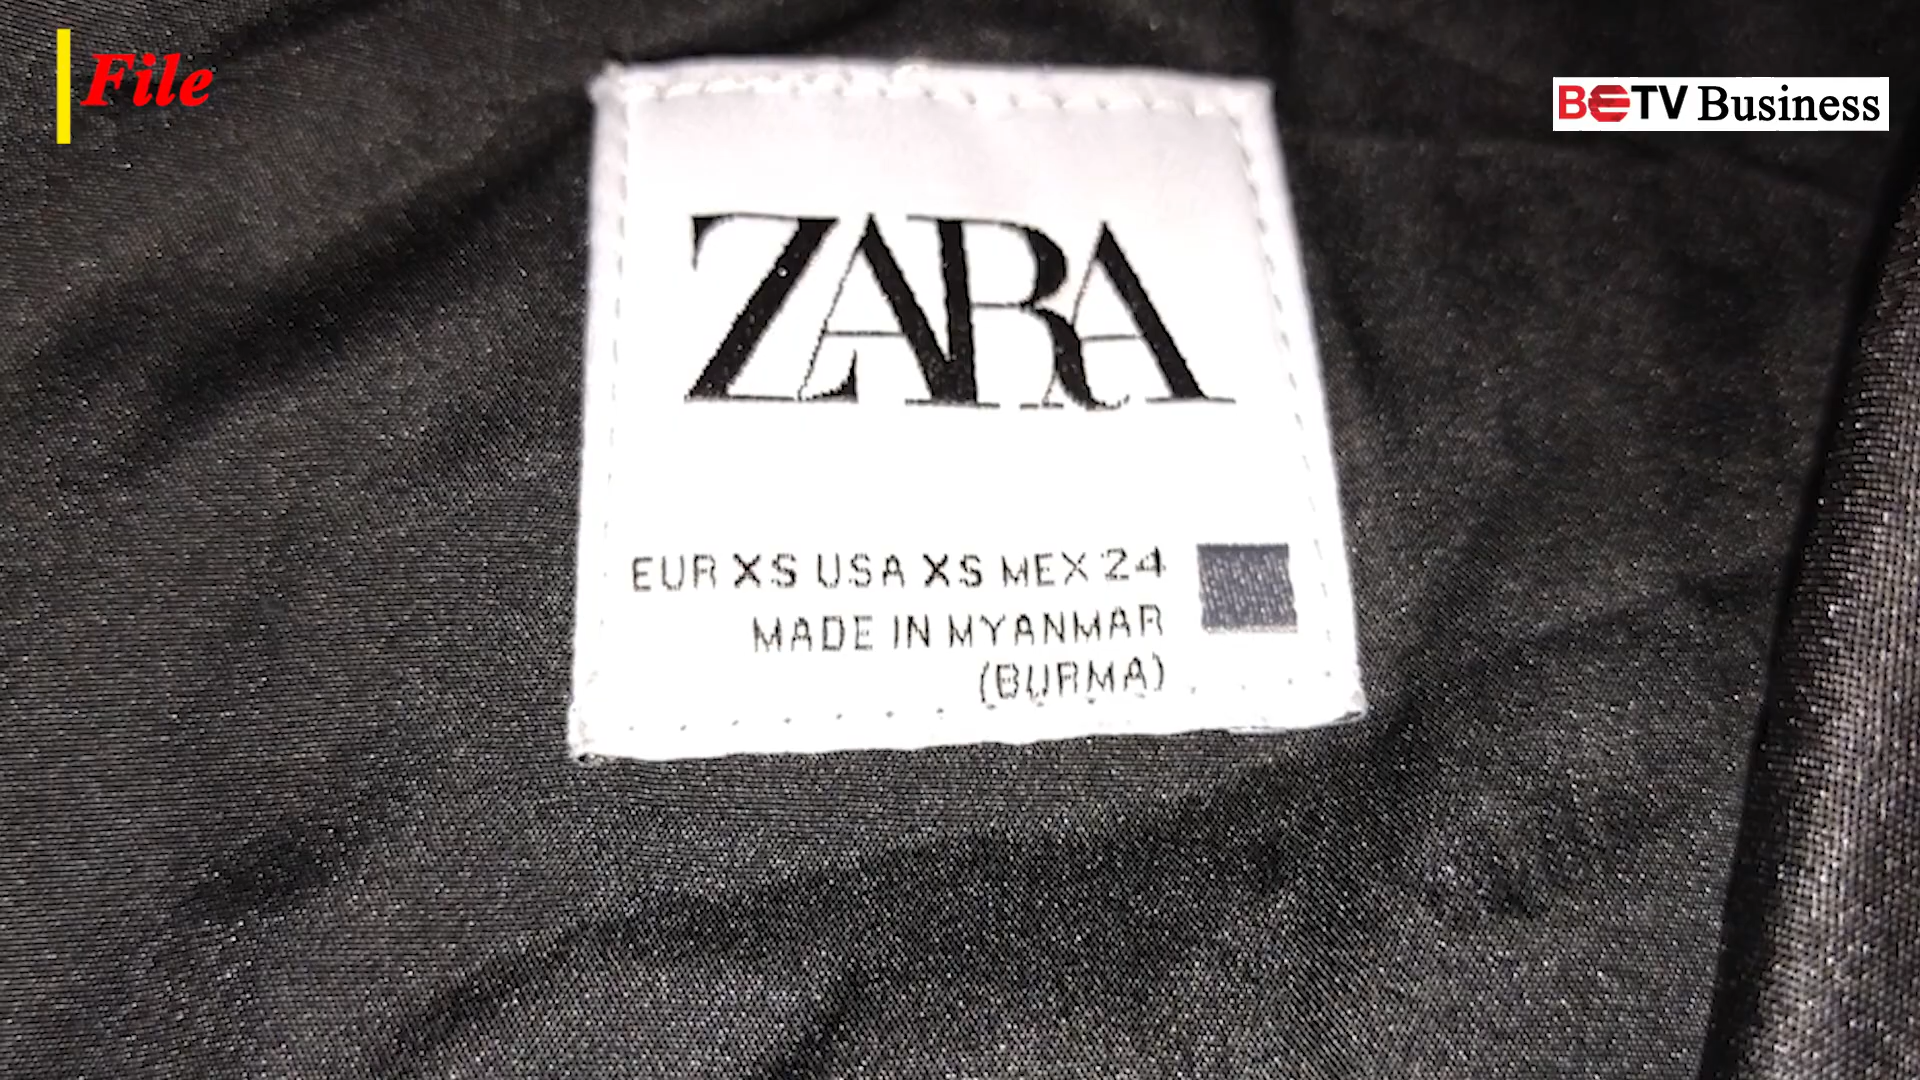 File
BETV Business
ZARA
EUR XS USA XS MEX 24
MADE IN MYANMAR
(BURMA)